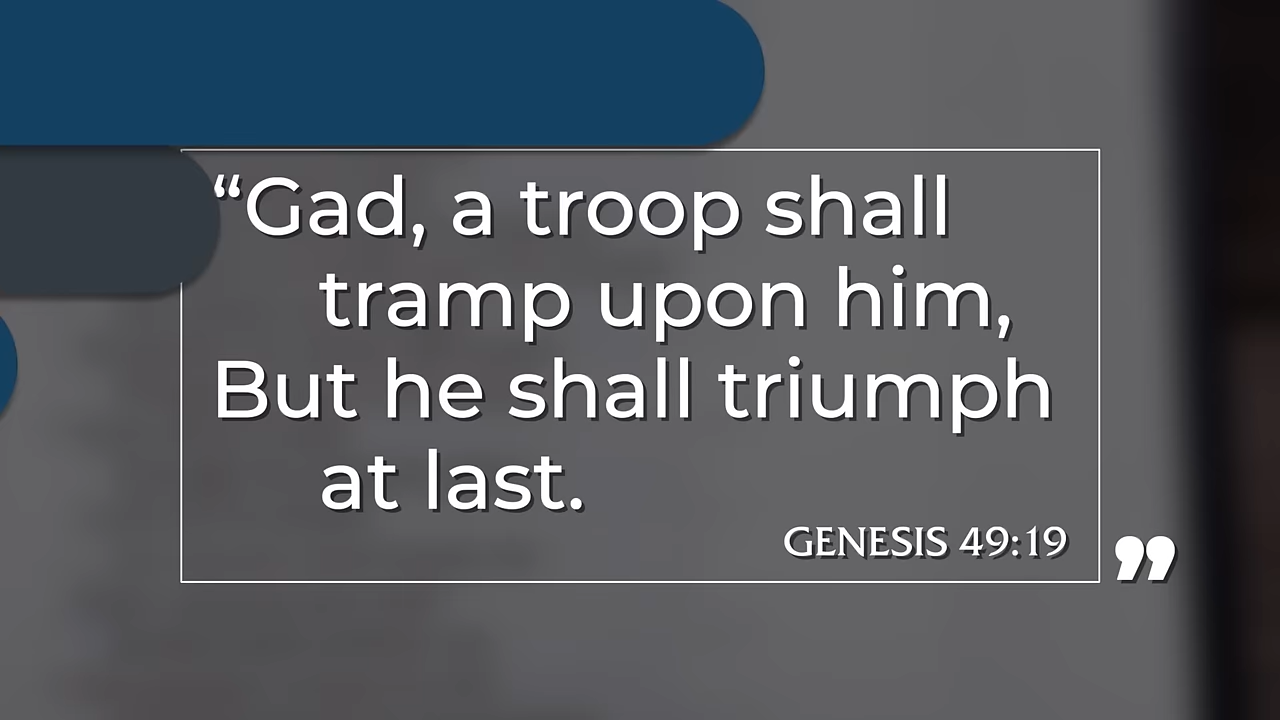 “Gad, a troop shall
tramp upon him,
But he shall triumph
at last.
GENESIS 49:19
”